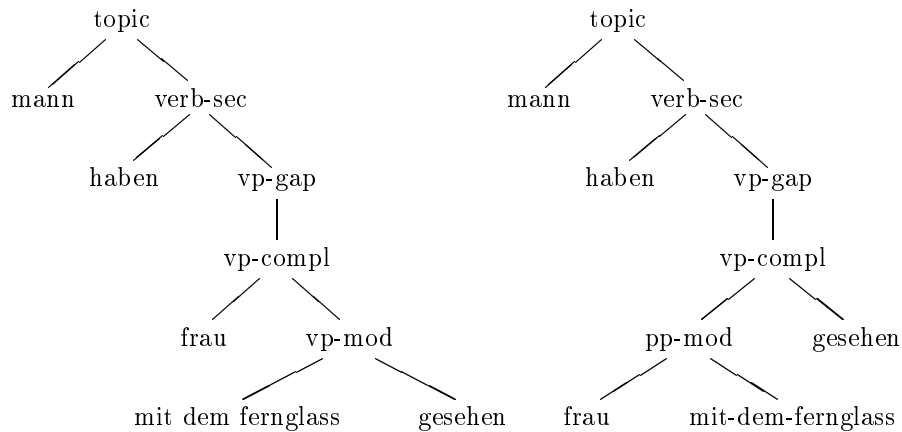 topic topic
mann verb-sec mann verb-sec
haben vp-gap haben vp-gap
vp-compl vp-compl
frau vp-mod pp-mod gesehen
mit dem fernglass gesehen frau mit-dem-fernglass